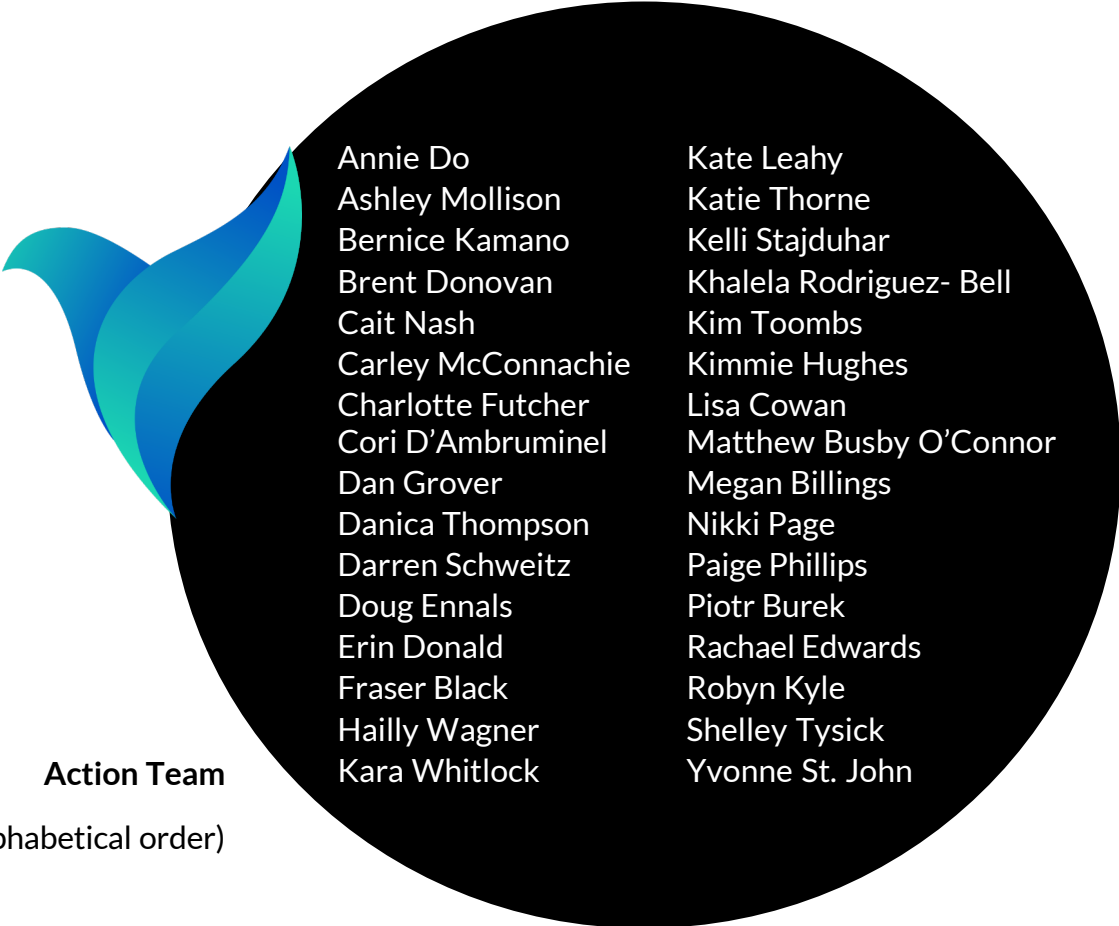 Annie Do
Ashley Mollison
Bernice Kamano
Brent Donovan
Cait Nash
Carley McConnachie
Charlotte Futcher
Cori D’Ambruminel
Dan Grover
Danica Thompson
Darren Schweitz
Doug Ennals
Erin Donald
Fraser Black
Hailly Wagner
Kara Whitlock
Kate Leahy
Katie Thorne
Kelli Stajduhar
Khalela Rodriguez- Bell
Kim Toombs
Kimmie Hughes
Lisa Cowan
Matthew Busby O’Connor
Megan Billings
Nikki Page
Paige Phillips
Piotr Burek
Rachael Edwards
Robyn Kyle
Shelley Tysick
Yvonne St. John
Action Team
order)